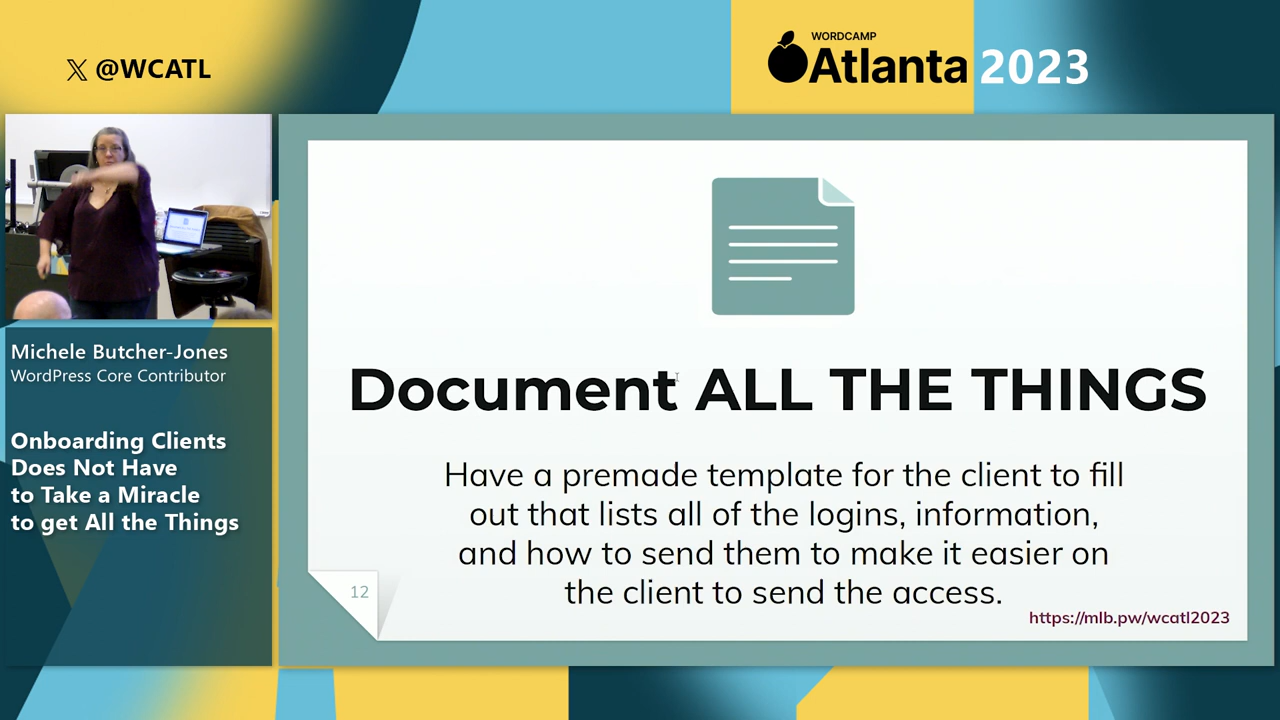 𝕏 @WCATL
WORDCAMP
Atlanta 2023
Michele Butcher-Jones
WordPress Core Contributor
Onboarding Clients
Does Not Have
to Take a Miracle
to get All the Things
Document ALL THE THINGS
Have a premade template for the client to fill
out that lists all of the logins, information,
and how to send them to make it easier on
the client to send the access.
12
https://mlb.pw/wcatl2023